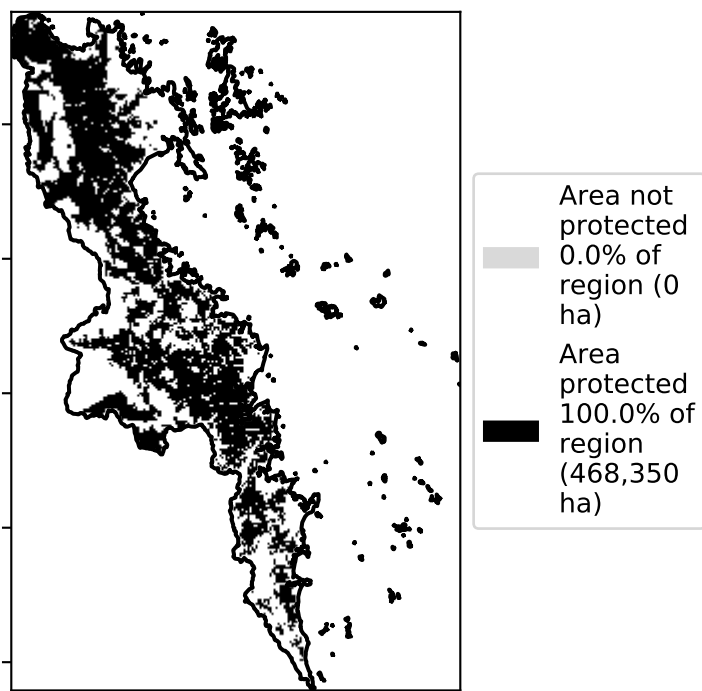 Area not
protected
0.0% of
region (0
ha)
Area
protected
100.0% of
region
(468,350
ha)